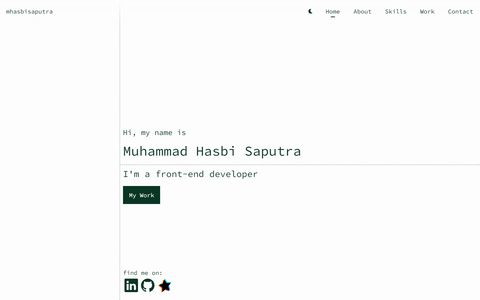 mhasbisaputra
Home About Skills Work Contact
Hi, my name is
Muhammad Hasbi Saputra
I'm a front-end developer
My Work
find me on:
in